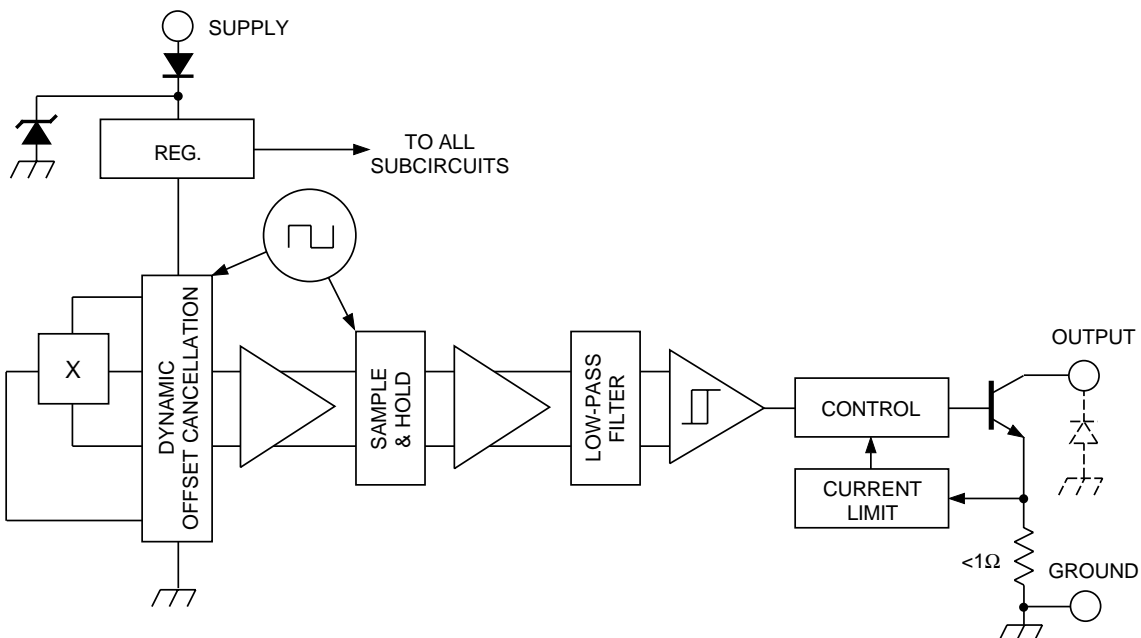 SUPPLY
REG.
TO ALL
SUBCIRCUITS
X
DYNAMIC
OFFSET CANCELLATION
SAMPLE
& HOLD
LOW-PASS
FILTER
CONTROL
CURRENT
LIMIT
OUTPUT
<1Ω
GROUND